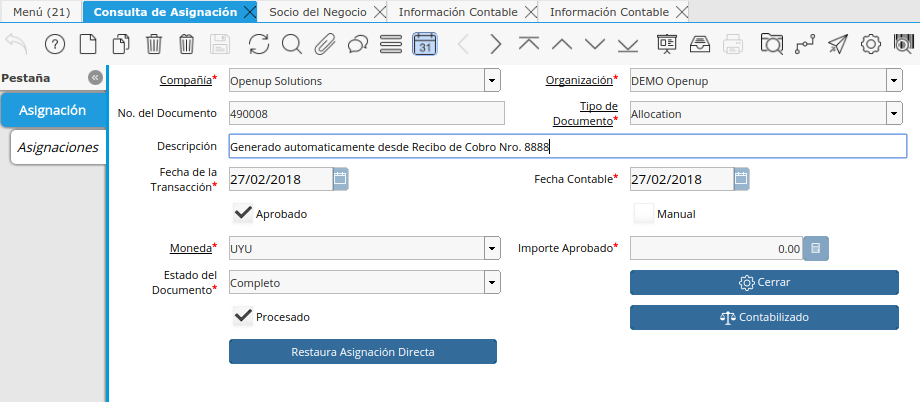 Menú (21)
Consulta de Asignación
Socio del Negocio
Información Contable
Información Contable
31
Pestaña
Asignación
Asignaciones
Compañía* Openup Solutions
Organización* DEMO Openup
No. del Documento 490008
Tipo de
Documento* Allocation
Descripción Generado automaticamente desde Recibo de Cobro Nro. 8888
Fecha de la
Transacción* 27/02/2018
Fecha Contable* 27/02/2018
Aprobado
Manual
Moneda* UYU
Importe Aprobado* 0.00
Estado del
Documento* Completo
Cerrar
Procesado
Contabilizado
Restaura Asignación Directa